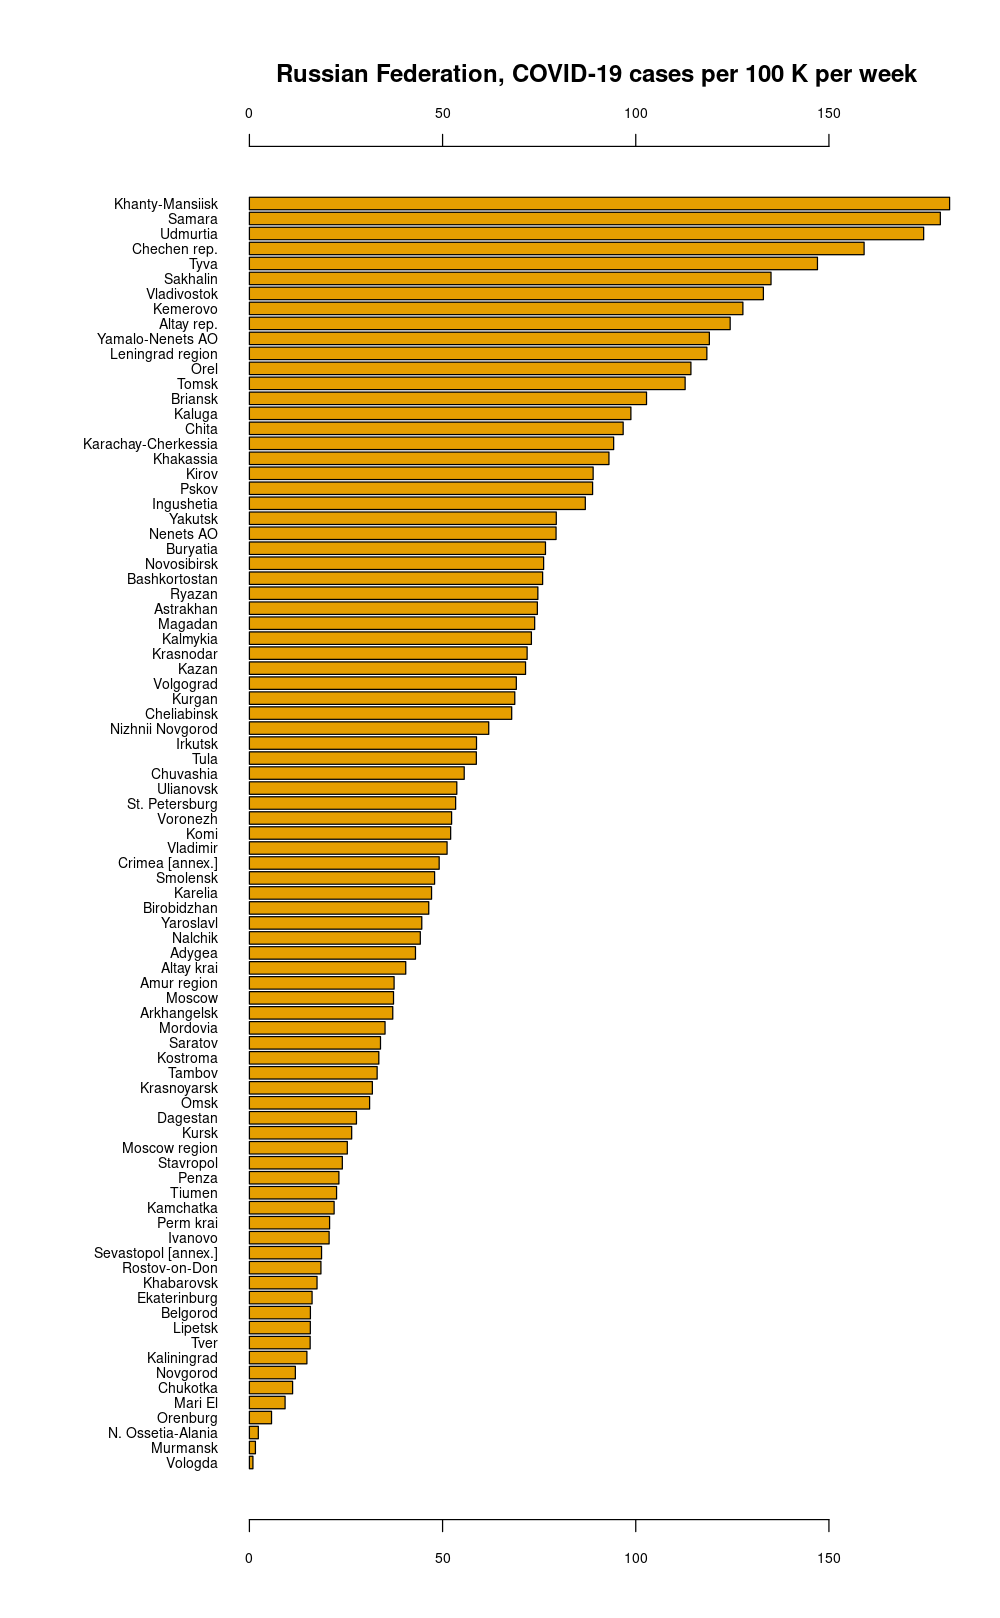 Russian Federation, COVID-19 cases per 100 K per week
0 50 100 150
Khanty-Mansiisk
Samara
Udmurtia
Chechen rep.
Tyva
Sakhalin
Vladivostok
Kemerovo
Altay rep.
Yamalo-Nenets AO
Leningrad region
Orel
Tomsk
Briansk
Kaluga
Chita
Karachay-Cherkessia
Khakassia
Kirov
Pskov
Ingushetia
Yakutsk
Nenets AO
Buryatia
Novosibirsk
Bashkortostan
Ryazan
Astrakhan
Magadan
Kalmykia
Krasnodar
Kazan
Volgograd
Kurgan
Cheliabinsk
Nizhnii Novgorod
Irkutsk
Tula
Chuvashia
Ulianovsk
St. Petersburg
Voronezh
Komi
Vladimir
Crimea [annex.]
Smolensk
Karelia
Birobidzhan
Yaroslavl
Nalchik
Adygea
Altay krai
Amur region
Moscow
Arkhangelsk
Mordovia
Saratov
Kostroma
Tambov
Krasnoyarsk
Omsk
Dagestan
Kursk
Moscow region
Stavropol
Penza
Tiumen
Kamchatka
Perm krai
Ivanovo
Sevastopol [annex.]
Rostov-on-Don
Khabarovsk
Ekaterinburg
Belgorod
Lipetsk
Tver
Kaliningrad
Novgorod
Chukotka
Mari El
Orenburg
N. Ossetia-Alania
Murmansk
Vologda
0 50 100 150